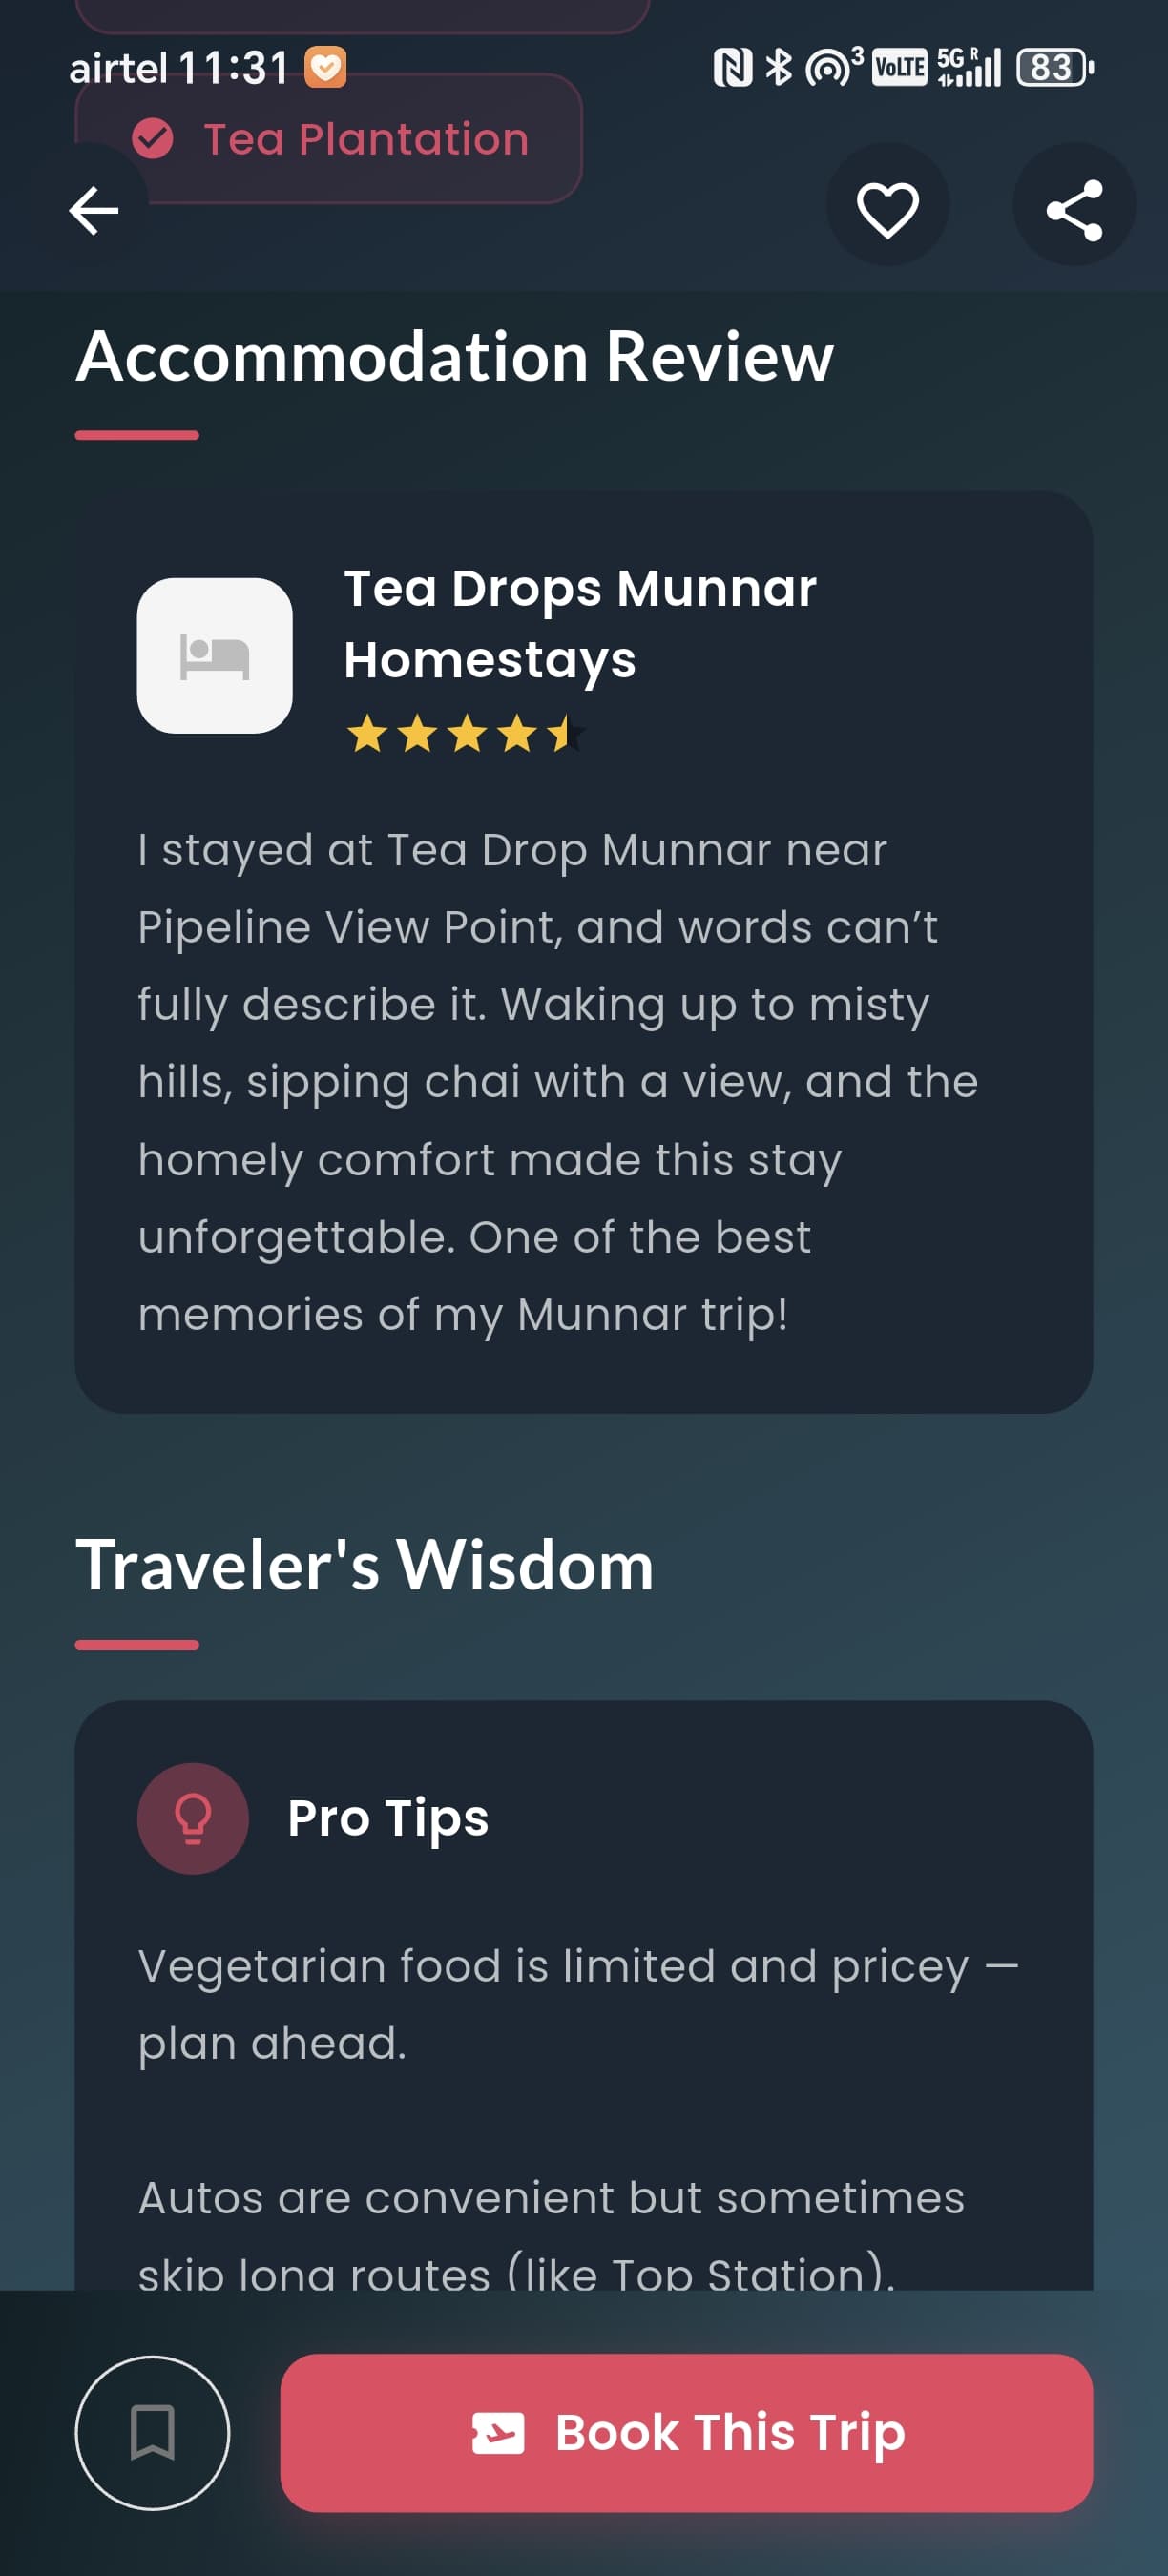 airtel 11:31
3 VoLTE 5G R 83
Tea Plantation
Accommodation Review
Tea Drops Munnar
Homestays
I stayed at Tea Drop Munnar near
Pipeline View Point, and words can’t
fully describe it. Waking up to misty
hills, sipping chai with a view, and the
homely comfort made this stay
unforgettable. One of the best
memories of my Munnar trip!
Traveler's Wisdom
Pro Tips
Vegetarian food is limited and pricey —
plan ahead.
Autos are convenient but sometimes
skip long routes (like Top Station).
Book This Trip